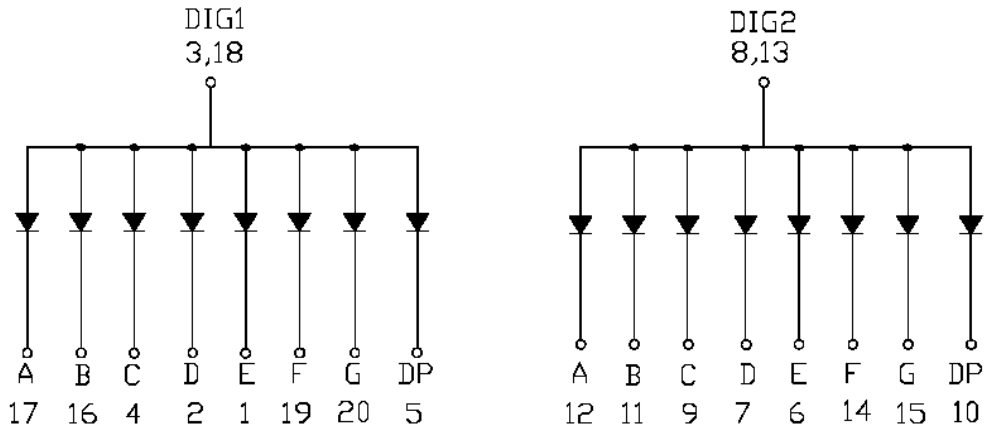 DIG1
3,18
A B C D E F G DP
17 16 4 2 1 19 20 5
DIG2
8,13
A B C D E F G DP
12 11 9 7 6 14 15 10